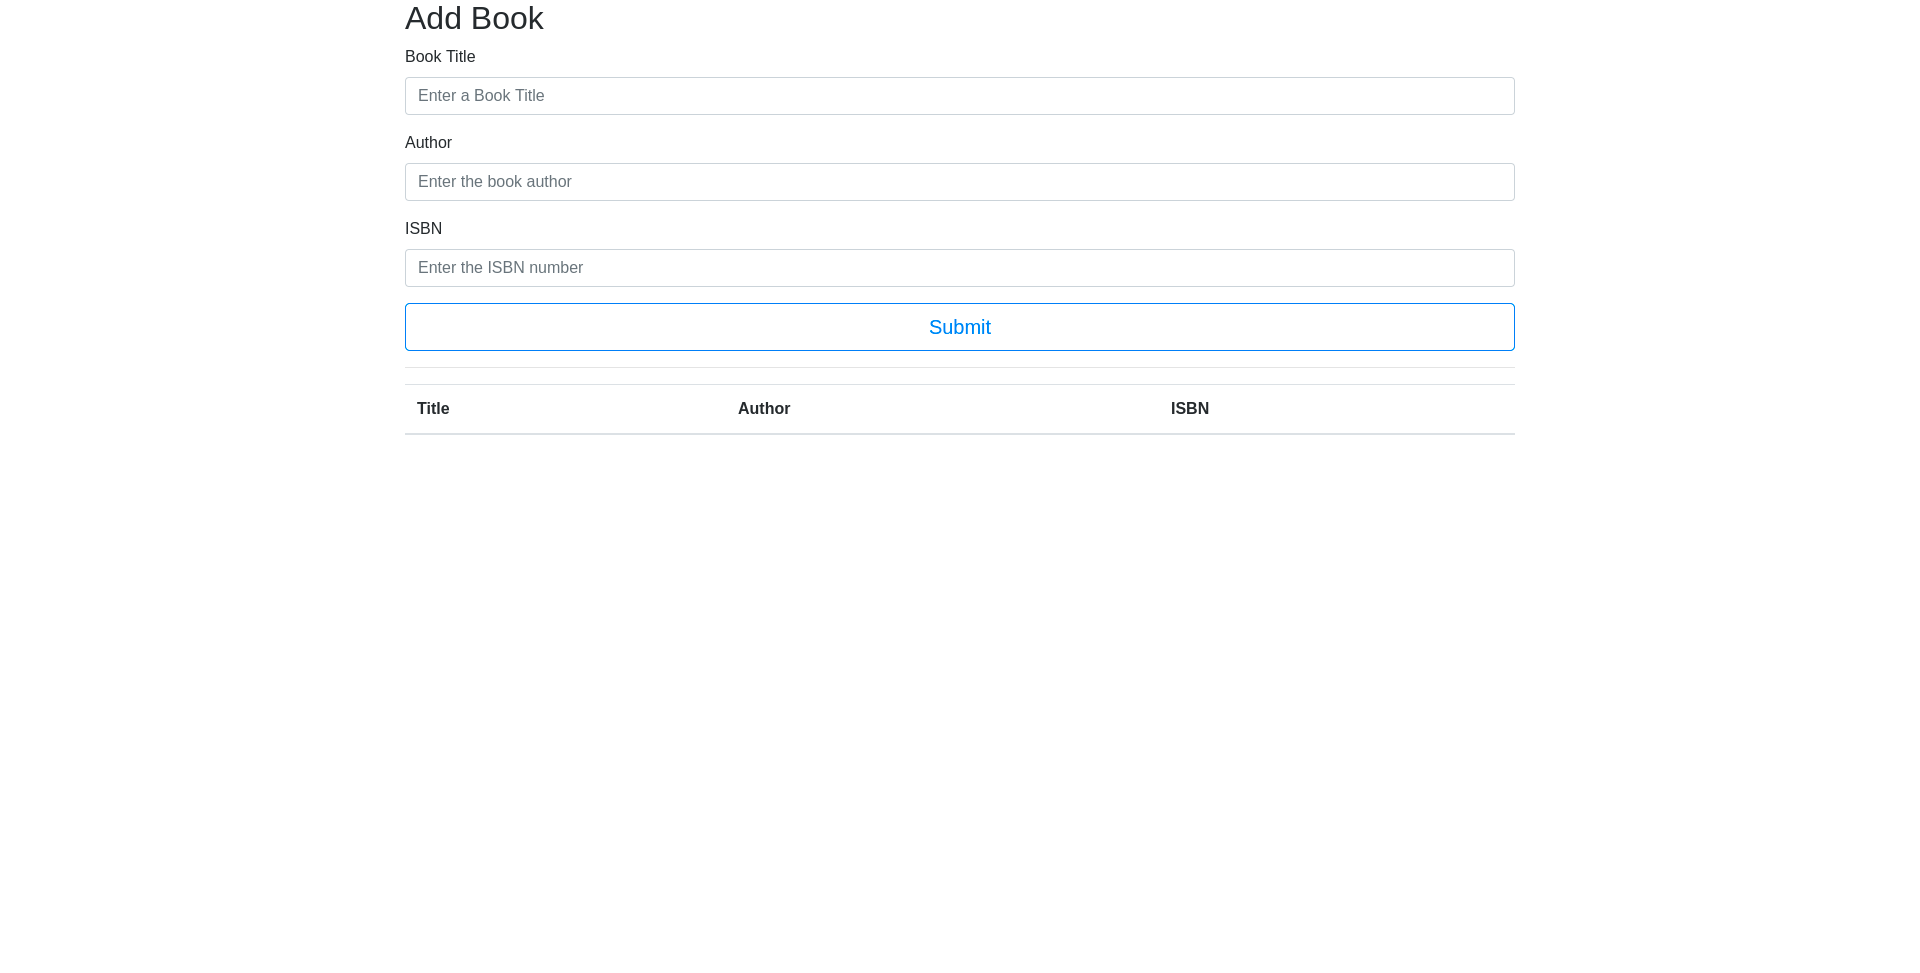 Add Book
Book Title
Enter a Book Title
Author
Enter the book author
ISBN
Enter the ISBN number
Submit
Title Author ISBN